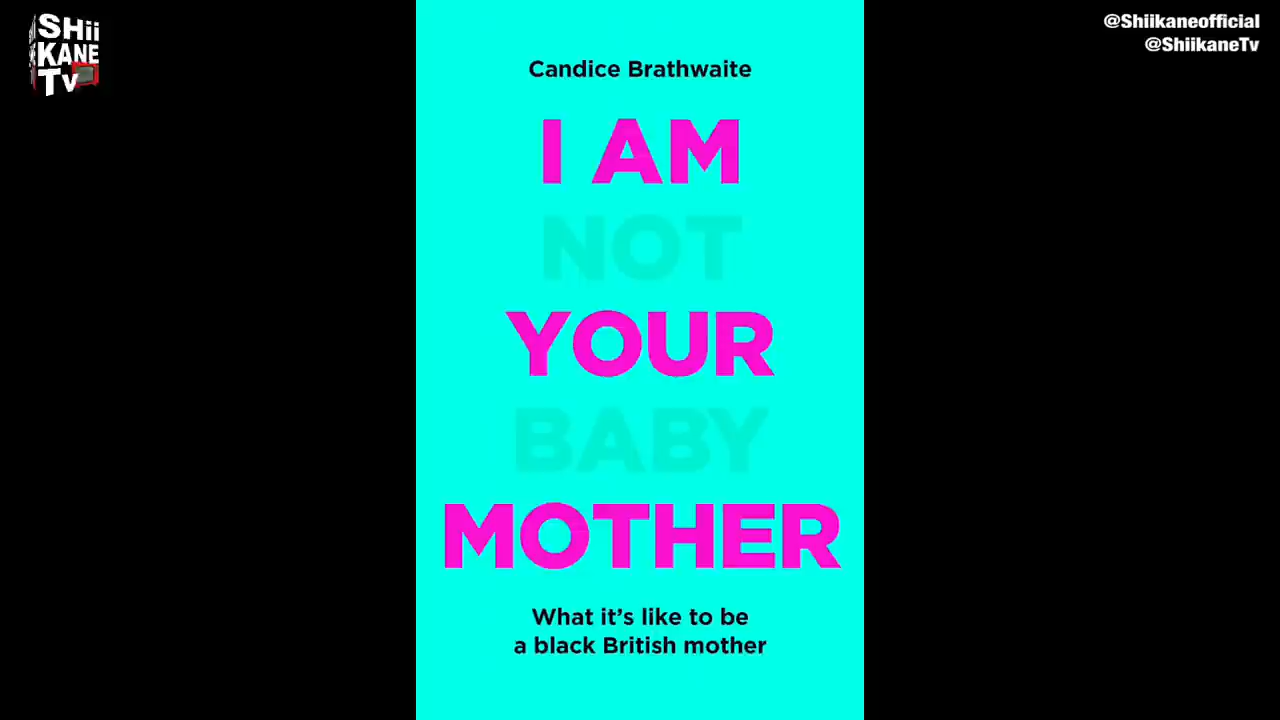 SHii
KANE
Tv
@Shiikaneofficial
@ShiikaneTv
Candice Brathwaite
I AM
NOT
YOUR
BABY
MOTHER
What it's like to be
a black British mother